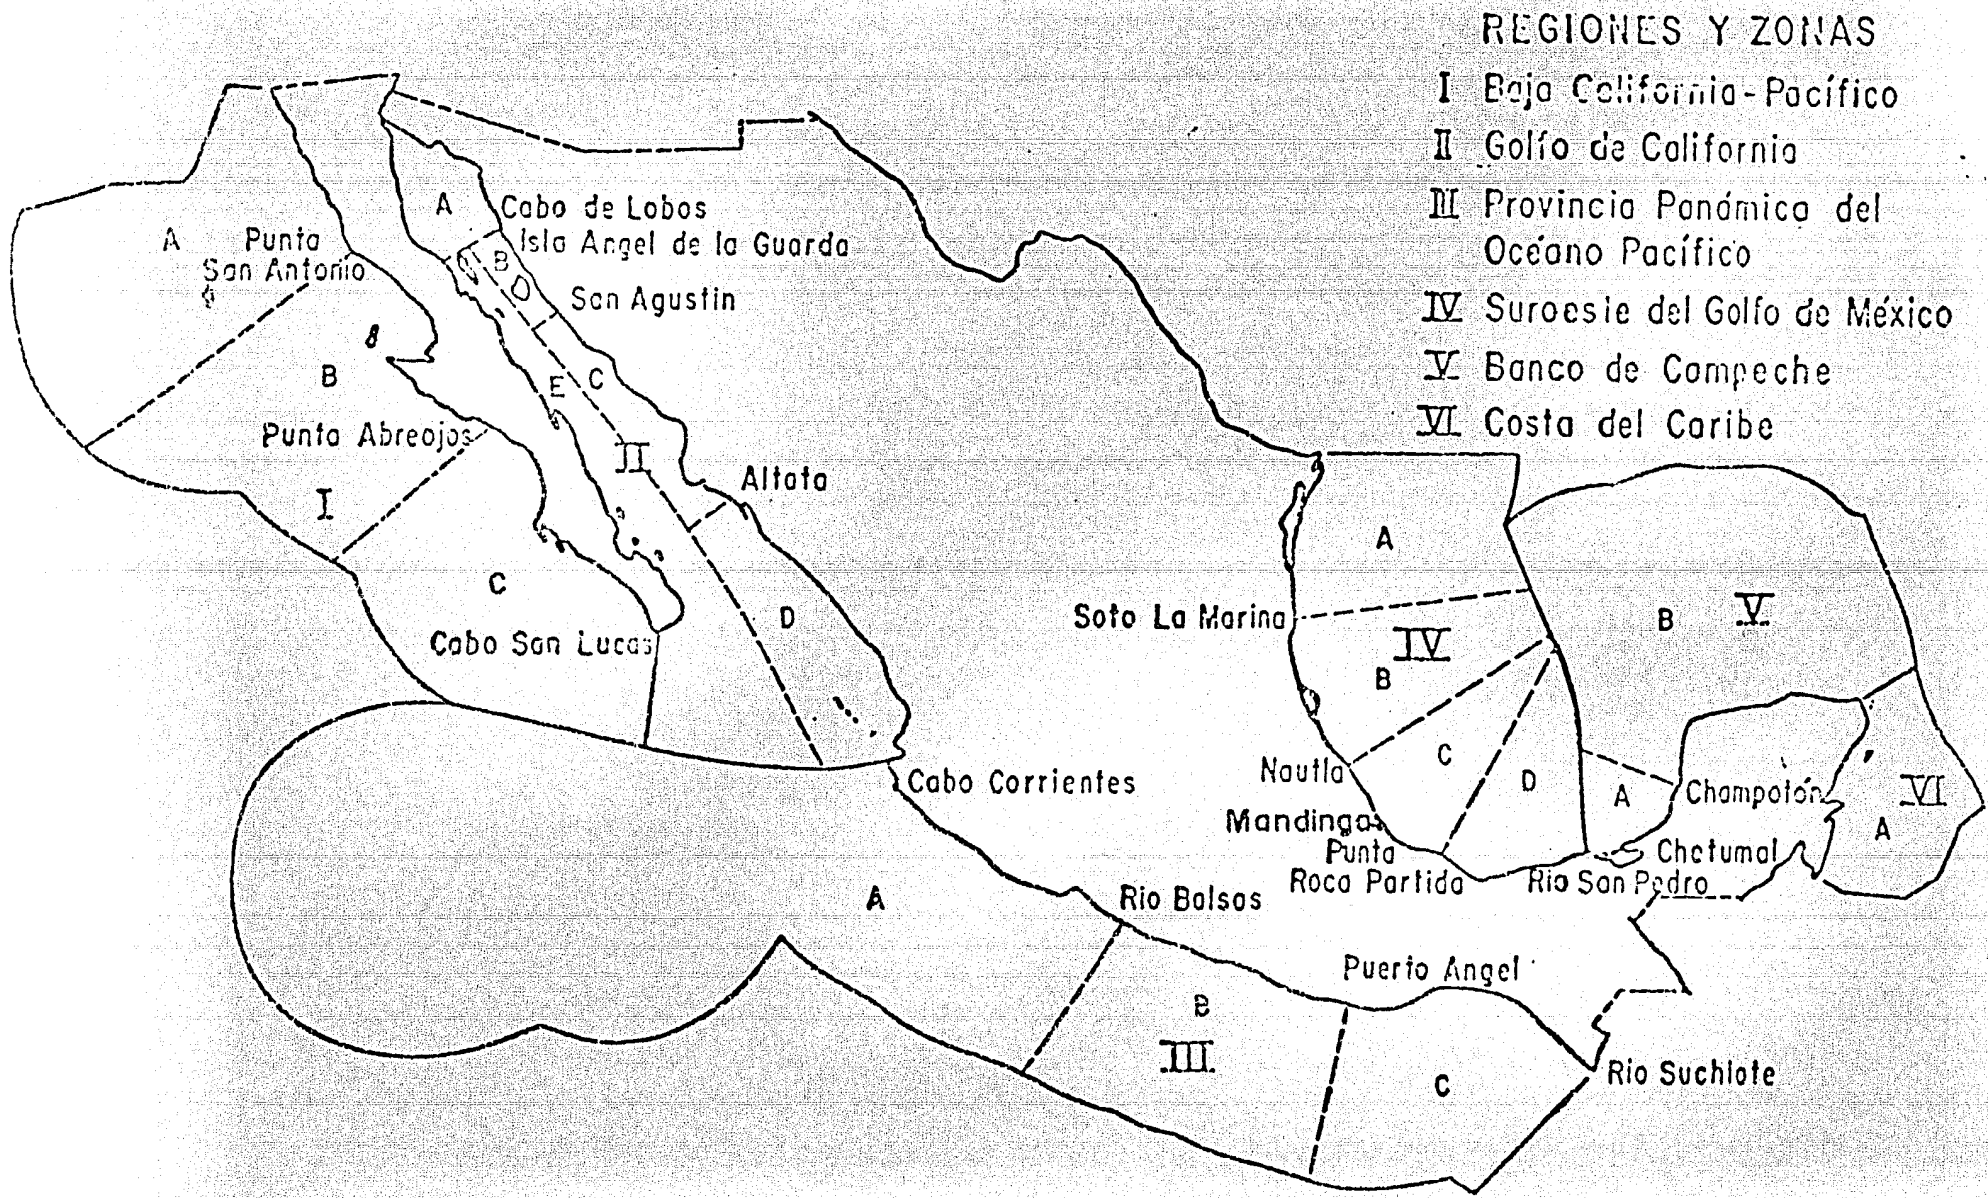 REGIONES Y ZONAS
I Baja California-Pacífico
II Golfo de California
III Provincia Panámica del
Océano Pacífico
IV Suroeste del Golfo de México
V Banco de Campeche
VI Costa del Caribe
A
Cabo de Lobos
Isla Angel de la Guarda
A
Punta
San Antonio
B
San Agustin
B
E
C
Punta Abreojos
II
Altata
I
C
D
Cabo San Lucas
Cabo Corrientes
A
Soto La Marina
IV
B
B
V
Nautla
C
D
A
Champotón
VI
A
Mandinga
Punta
Roca Partida
Rio San Pedro
Chetumal
A
Rio Balsas
Puerto Angel
B
III
C
Rio Suchiate